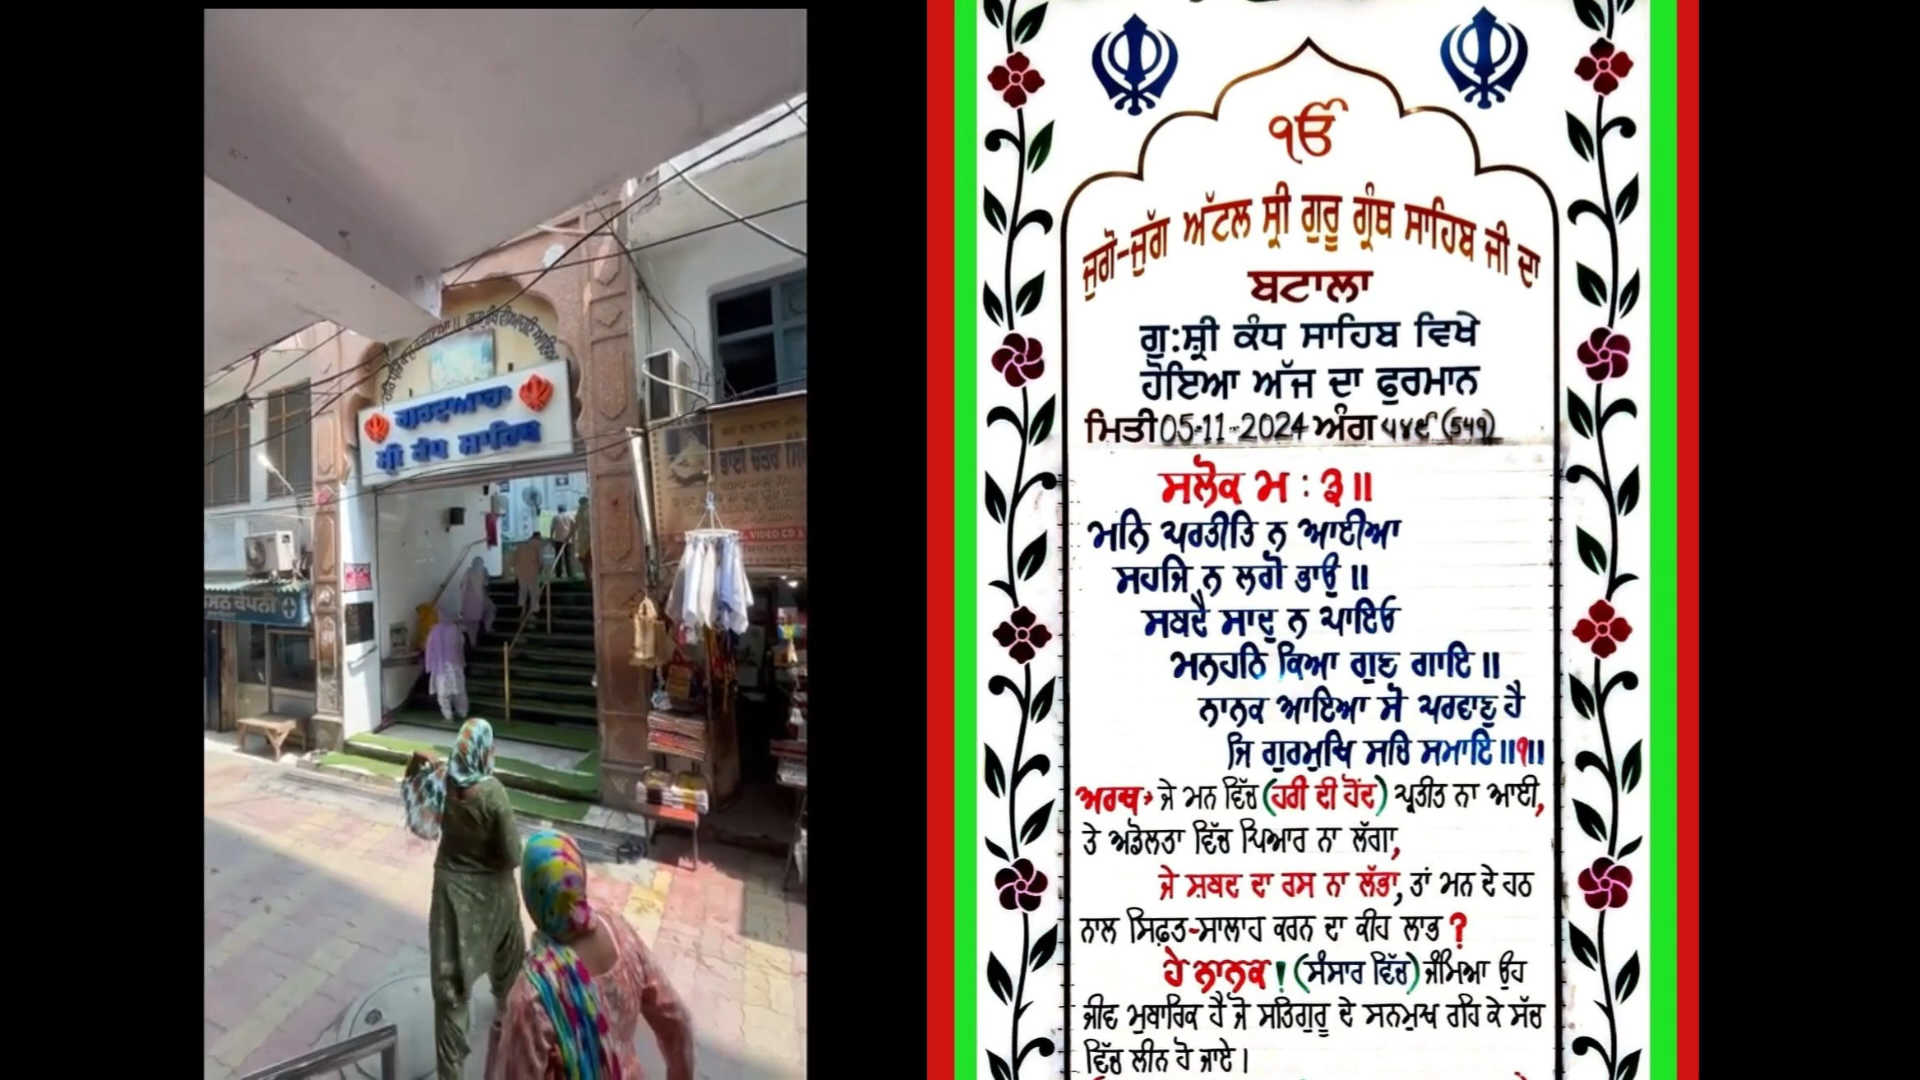 ਗੁਰਦੁਆਰਾ
ਸ੍ਰੀ ਕੰਧ ਸਾਹਿਬ
VIDEO CD
ੴ
ਜੁਗੋ-ਜੁਗ ਅੱਟਲ ਸ੍ਰੀ ਗੁਰੂ ਗ੍ਰੰਥ ਸਾਹਿਬ ਜੀ ਦਾ
ਬਟਾਲਾ
ਗੁ:ਸ਼੍ਰੀ ਕੰਧ ਸਾਹਿਬ ਵਿਖੇ
ਹੋਇਆ ਅੱਜ ਦਾ ਫੁਰਮਾਨ
ਮਿਤੀ 05-11-2024 ਅੰਗ ੫੪੯ (549)
ਸਲੋਕ ਮ : ੩॥
ਮਨਿ ਪਰਤੀਤਿ ਨ ਆਈਆ
ਸਹਜਿ ਨ ਲਗੋ ਭਾਉ ॥
ਸਬਦੈ ਸਾਦੁ ਨ ਪਾਇਓ
ਮਨਹਠਿ ਕਿਆ ਗੁਣ ਗਾਇ ॥
ਨਾਨਕ ਆਇਆ ਸੋ ਪਰਵਾਣੁ ਹੈ
ਜਿ ਗੁਰਮੁਖਿ ਸਚਿ ਸਮਾਇ ॥੧॥
ਅਰਥ→ ਜੇ ਮਨ ਵਿੱਚ (ਹਰੀ ਦੀ ਹੋਂਦ) ਪ੍ਰਤੀਤ ਨਾ ਆਈ,
ਤੇ ਅਡੋਲਤਾ ਵਿੱਚ ਪਿਆਰ ਨਾ ਲੱਗਾ,
ਜੇ ਸ਼ਬਦ ਦਾ ਰਸ ਨਾ ਲੱਭਾ, ਤਾਂ ਮਨ ਦੇ ਹਠ
ਨਾਲ ਸਿਫ਼ਤ-ਸਾਲਾਹ ਕਰਨ ਦਾ ਕੀਹ ਲਾਭ ?
ਹੇ ਨਾਨਕ ! (ਸੰਸਾਰ ਵਿੱਚ) ਜੰਮਿਆ ਉਹ
ਜੀਵ ਮੁਬਾਰਿਕ ਹੈ ਜੋ ਸਤਿਗੁਰੂ ਦੇ ਸਨਮੁਖ ਰਹਿ ਕੇ ਸੱਚ
ਵਿੱਚ ਲੀਨ ਹੋ ਜਾਏ।